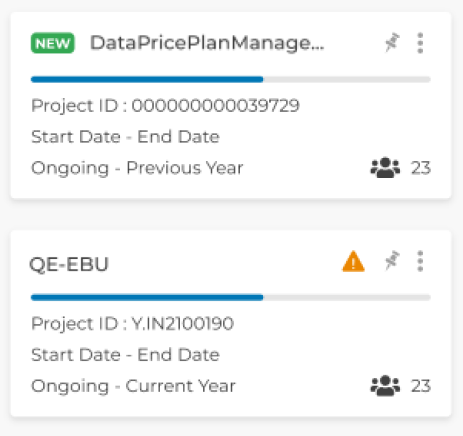 NEW DataPricePlanManage...
Project ID : 000000000039729
Start Date - End Date
Ongoing - Previous Year 23
QE-EBU
Project ID : Y.IN2100190
Start Date - End Date
Ongoing - Current Year 23